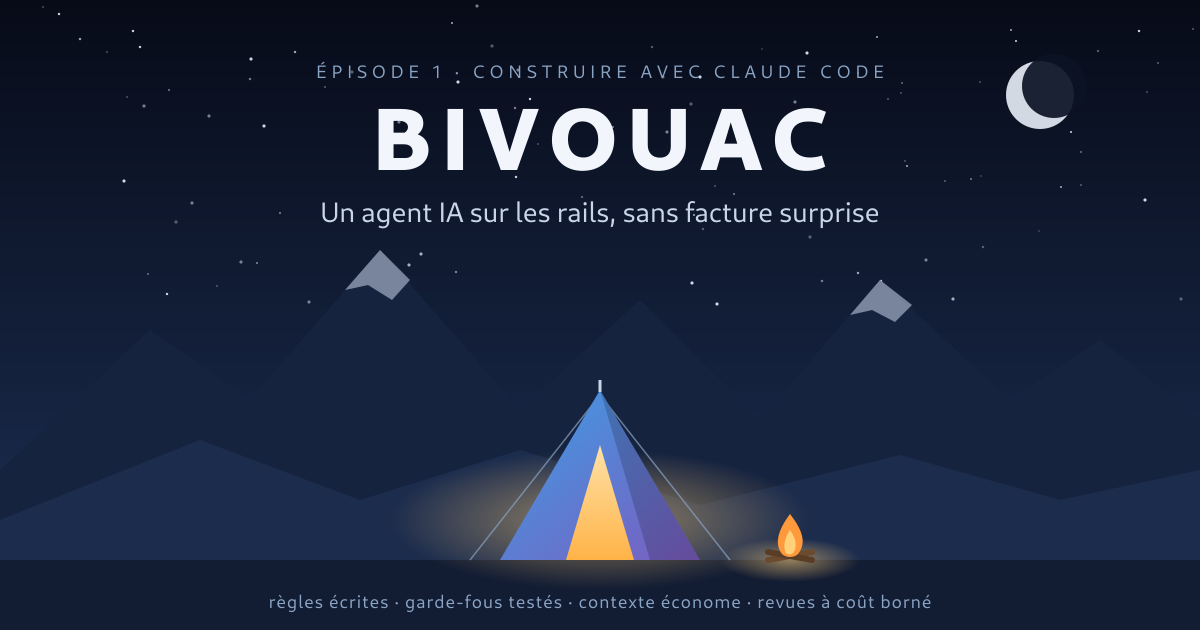 ÉPISODE 1 · CONSTRUIRE AVEC CLAUDE CODE
BIVOUAC
Un agent IA sur les rails, sans facture surprise
règles écrites · garde-fous testés · contexte économe · revues à coût borné